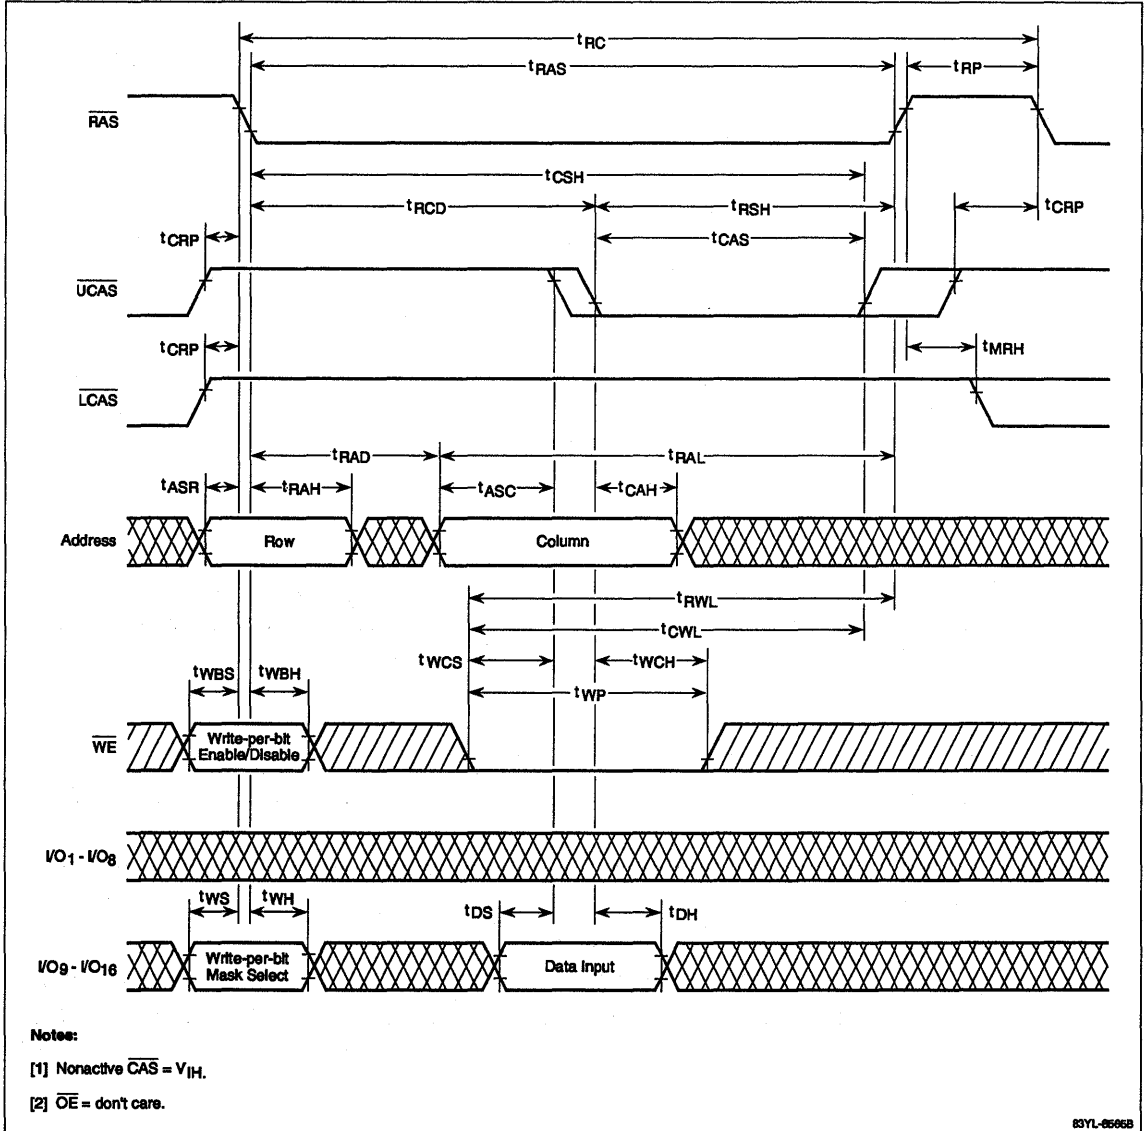 tRC
tRAS
tRP
RAS
tCSH
tRCD
tRSH
tCRP
tCRP
tCAS
UCAS
tCRP
tMRH
LCAS
tRAD
tRAL
tASR
tRAH
tASC
tCAH
Address
Row
Column
tRWL
tCWL
tWCS
tWCH
tWBS
tWBH
tWP
WE
Write-per-bit
Enable/Disable
I/O1 - I/O8
tWS
tWH
tDS
tDH
I/O9 - I/O16
Write-per-bit
Mask Select
Data Input
Notes:
[1] Nonactive CAS = VIH.
[2] OE = don't care.
83YL-6565B